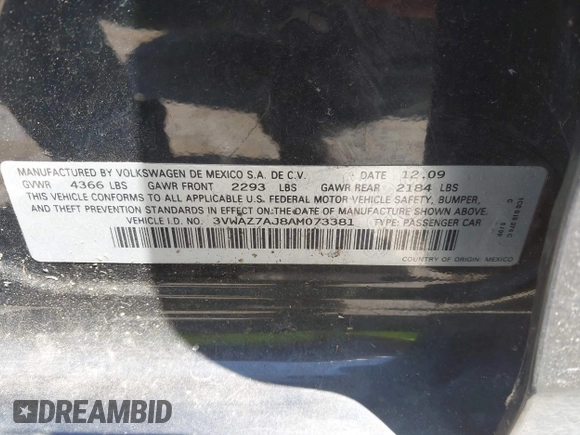 MANUFACTURED BY VOLKSWAGEN DE MEXICO S.A. DE C.V. DATE 12.09
GVWR 4366 LBS GAWR FRONT 2293 LBS GAWR REAR 2184 LBS
THIS VEHICLE CONFORMS TO ALL APPLICABLE U.S. FEDERAL MOTOR VEHICLE SAFETY, BUMPER,
AND THEFT PREVENTION STANDARDS IN EFFECT ON THE DATE OF MANUFACTURE SHOWN ABOVE.
VEHICLE I.D. NO. 3VWAZ7AJ8AM073381 TYPE: PASSENGER CAR
COUNTRY OF ORIGIN: MEXICO
DREAMBID